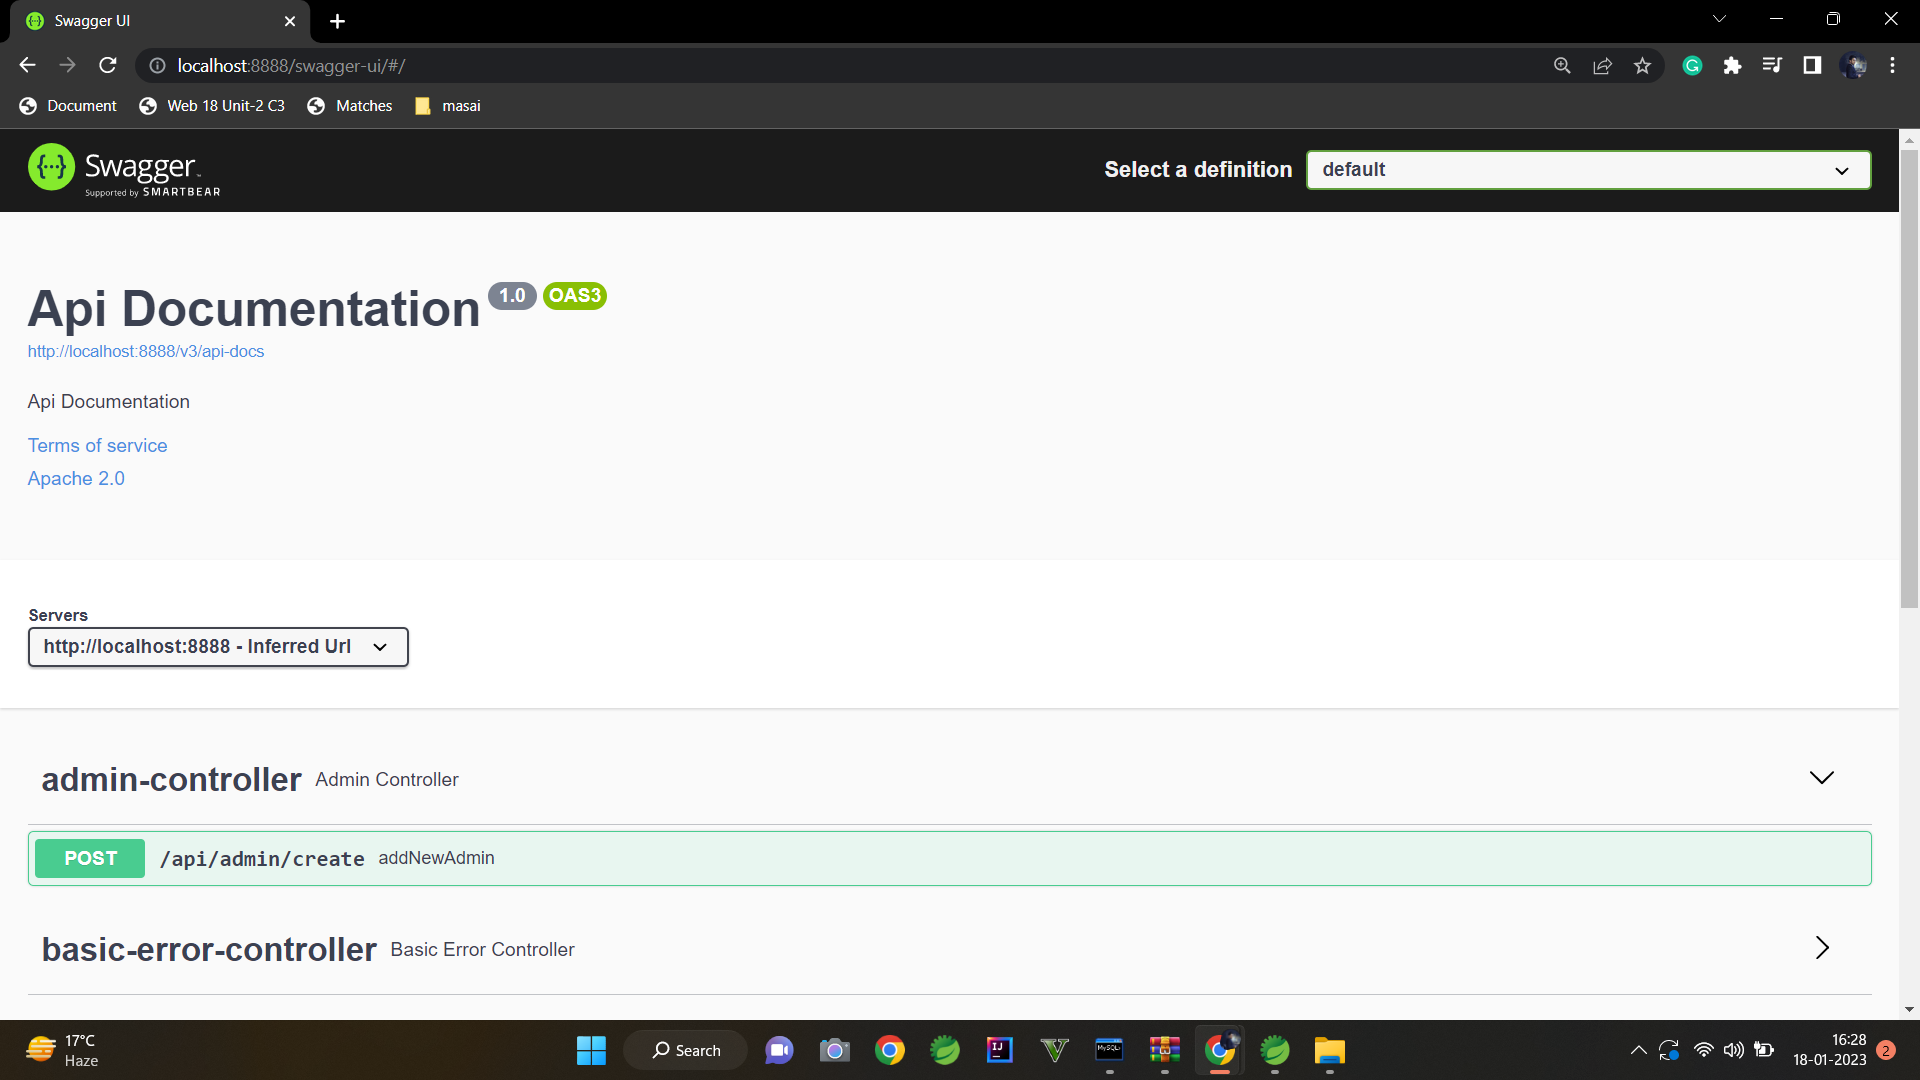 Swagger UI
localhost:8888/swagger-ui/#/
Document
Web 18 Unit-2 C3
Matches
masai
Swagger
Supported by SMARTBEAR
Select a definition
default
Api Documentation 1.0 OAS3
http://localhost:8888/v3/api-docs
Api Documentation
Terms of service
Apache 2.0
Servers
http://localhost:8888 - Inferred Url
admin-controller Admin Controller
POST /api/admin/create addNewAdmin
basic-error-controller Basic Error Controller
17°C
Haze
Search
IJ
MySQL
16:28
18-01-2023
2